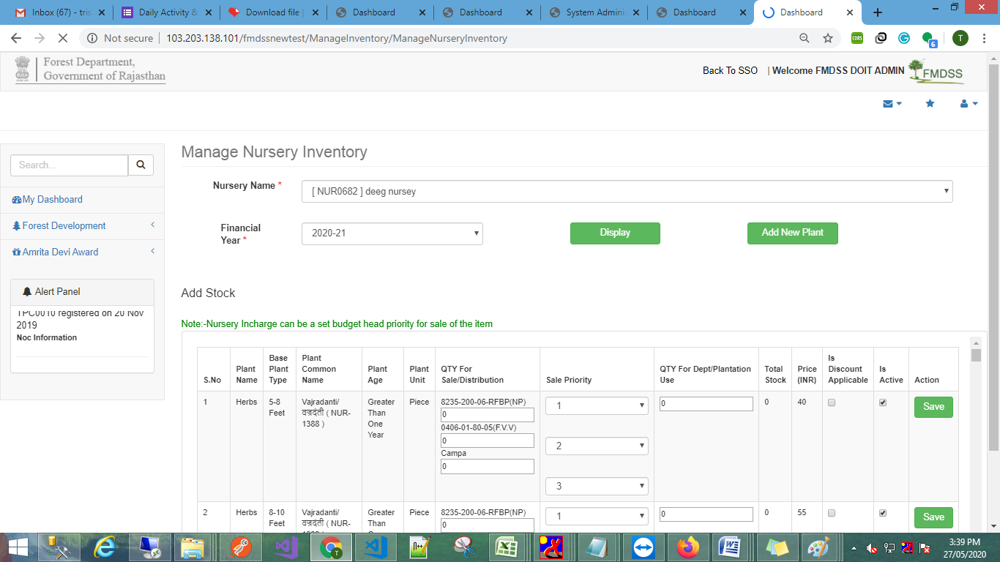 Inbox (67) - tris
Daily Activity &
Download file |
Dashboard
Dashboard
System Adminis
Dashboard
Dashboard
Not secure | 103.203.138.101/fmdssnewtest/ManageInventory/ManageNurseryInventory
CORS
6
T
Forest Department,
Government of Rajasthan
Back To SSO | Welcome FMDSS DOIT ADMIN
FMDSS
Search...
My Dashboard
Forest Development
Amrita Devi Award
Alert Panel
TPC0010 registered on 20 Nov
2019
Noc Information
Manage Nursery Inventory
Nursery Name *
[ NUR0682 ] deeg nursey
Financial
Year *
2020-21
Display
Add New Plant
Add Stock
Note:-Nursery Incharge can be a set budget head priority for sale of the item
S.No
Plant
Name
Base
Plant
Type
Plant
Common
Name
Plant
Age
Plant
Unit
QTY For
Sale/Distribution
Sale Priority
QTY For Dept/Plantation
Use
Total
Stock
Price
(INR)
Is
Discount
Applicable
Is
Active
Action
1
Herbs
5-8
Feet
Vajradanti/
वज्रदंती ( NUR-
1388 )
Greater
Than
One
Year
Piece
8235-200-06-RFBP(NP)
0
0406-01-80-05(F.V.V)
0
Campa
0
1
2
3
0
0
40
Save
2
Herbs
8-10
Feet
Vajradanti/
वज्रदंती ( NUR-
Greater
Than
Piece
8235-200-06-RFBP(NP)
0
1
0
0
55
Save
3:39 PM
27/05/2020